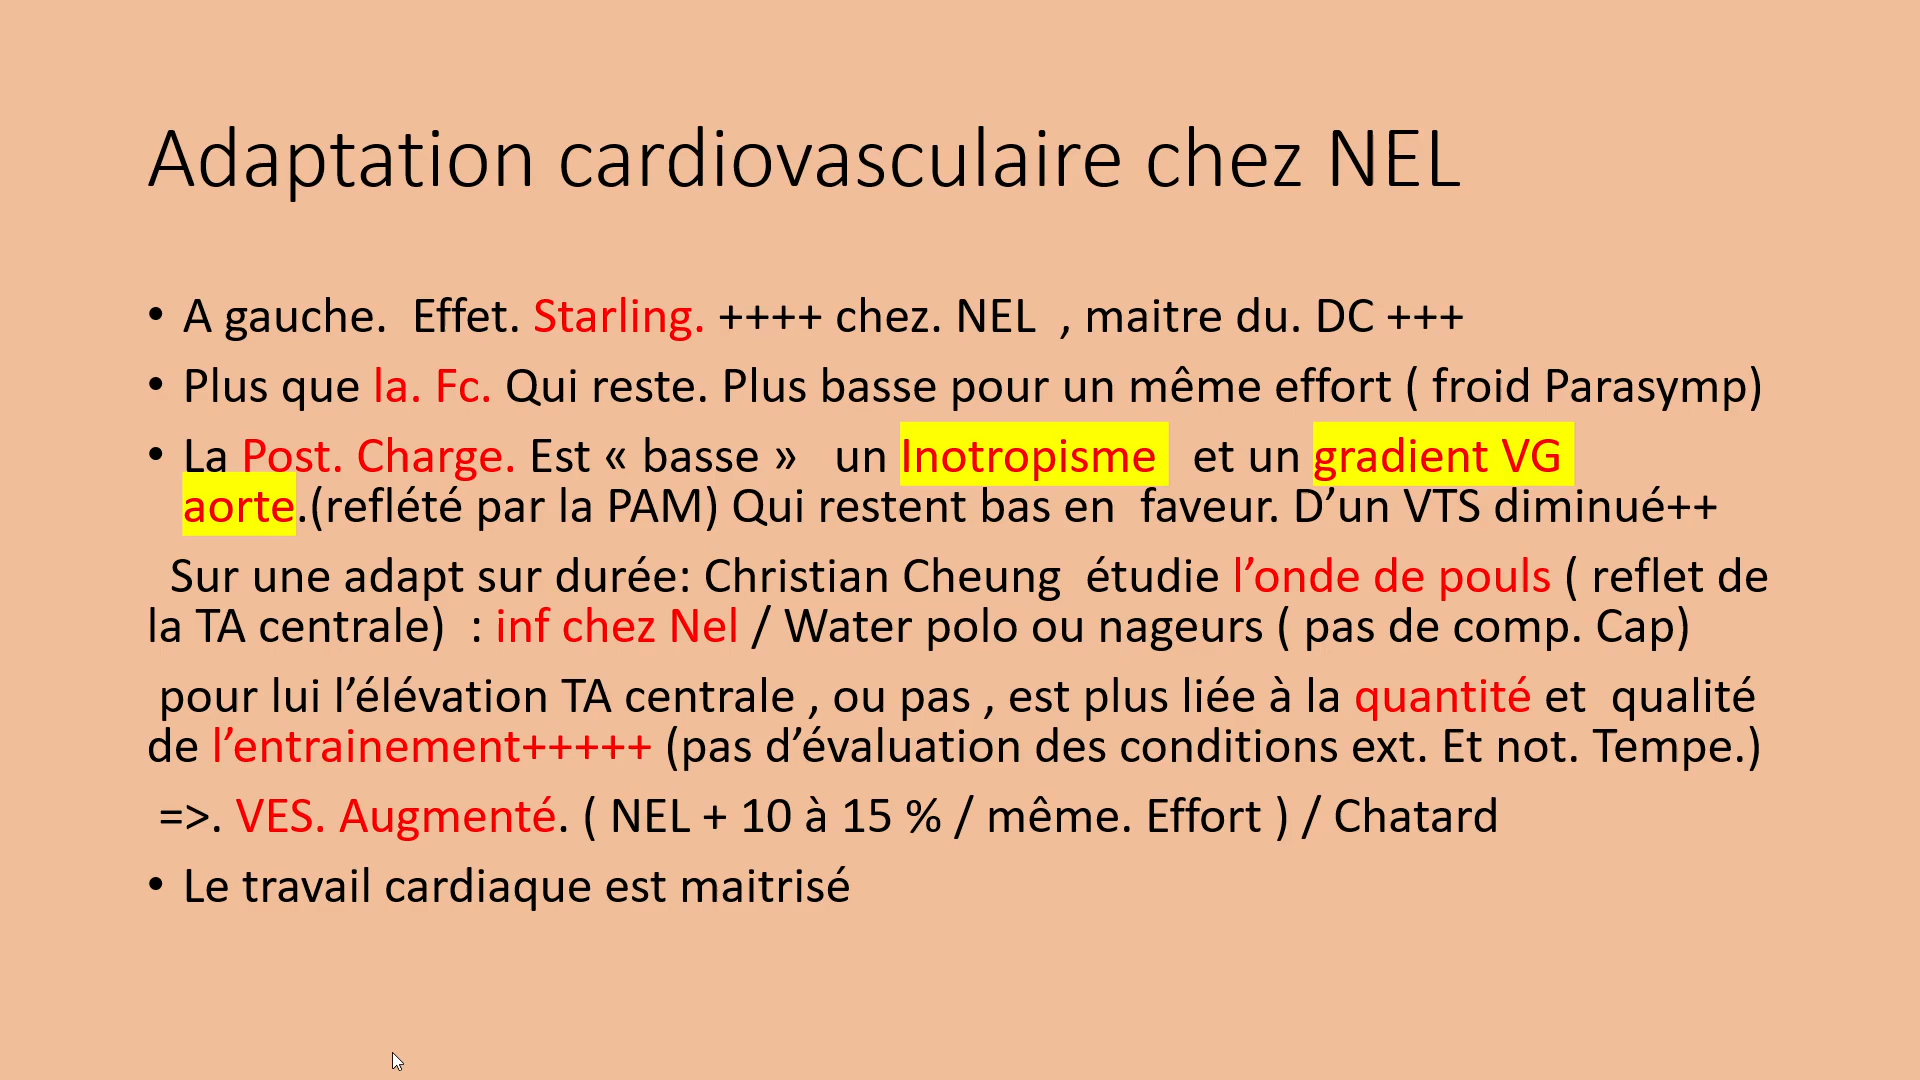 Adaptation cardiovasculaire chez NEL
• A gauche. Effet. Starling. ++++ chez. NEL , maitre du. DC +++
• Plus que la. Fc. Qui reste. Plus basse pour un même effort ( froid Parasymp)
• La Post. Charge. Est « basse » un Inotropisme et un gradient VG
aorte.(reflété par la PAM) Qui restent bas en faveur. D’un VTS diminué++
Sur une adapt sur durée: Christian Cheung étudie l’onde de pouls ( reflet de
la TA centrale) : inf chez Nel / Water polo ou nageurs ( pas de comp. Cap)
pour lui l’élévation TA centrale , ou pas , est plus liée à la quantité et qualité
de l’entrainement+++++ (pas d’évaluation des conditions ext. Et not. Tempe.)
=>. VES. Augmenté. ( NEL + 10 à 15 % / même. Effort ) / Chatard
• Le travail cardiaque est maitrisé